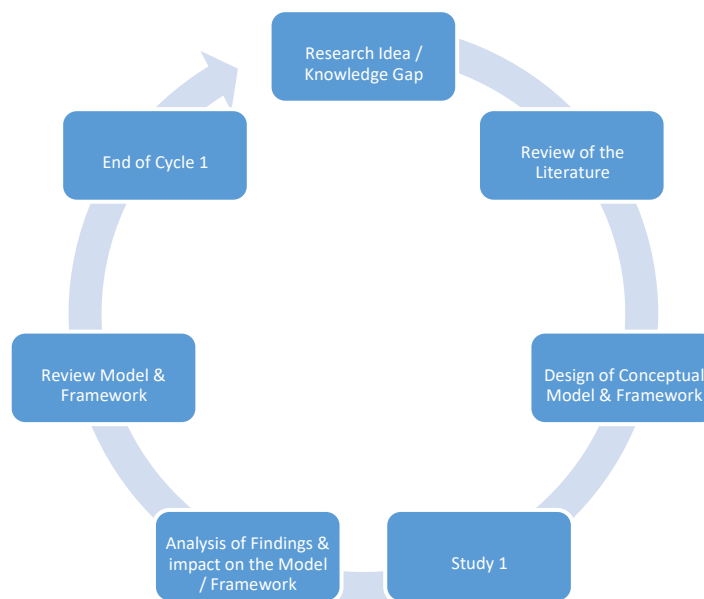 Research Idea /
Knowledge Gap
Review of the
Literature
Design of Conceptual
Model & Framework
Study 1
Analysis of Findings &
impact on the Model
/ Framework
Review Model &
Framework
End of Cycle 1